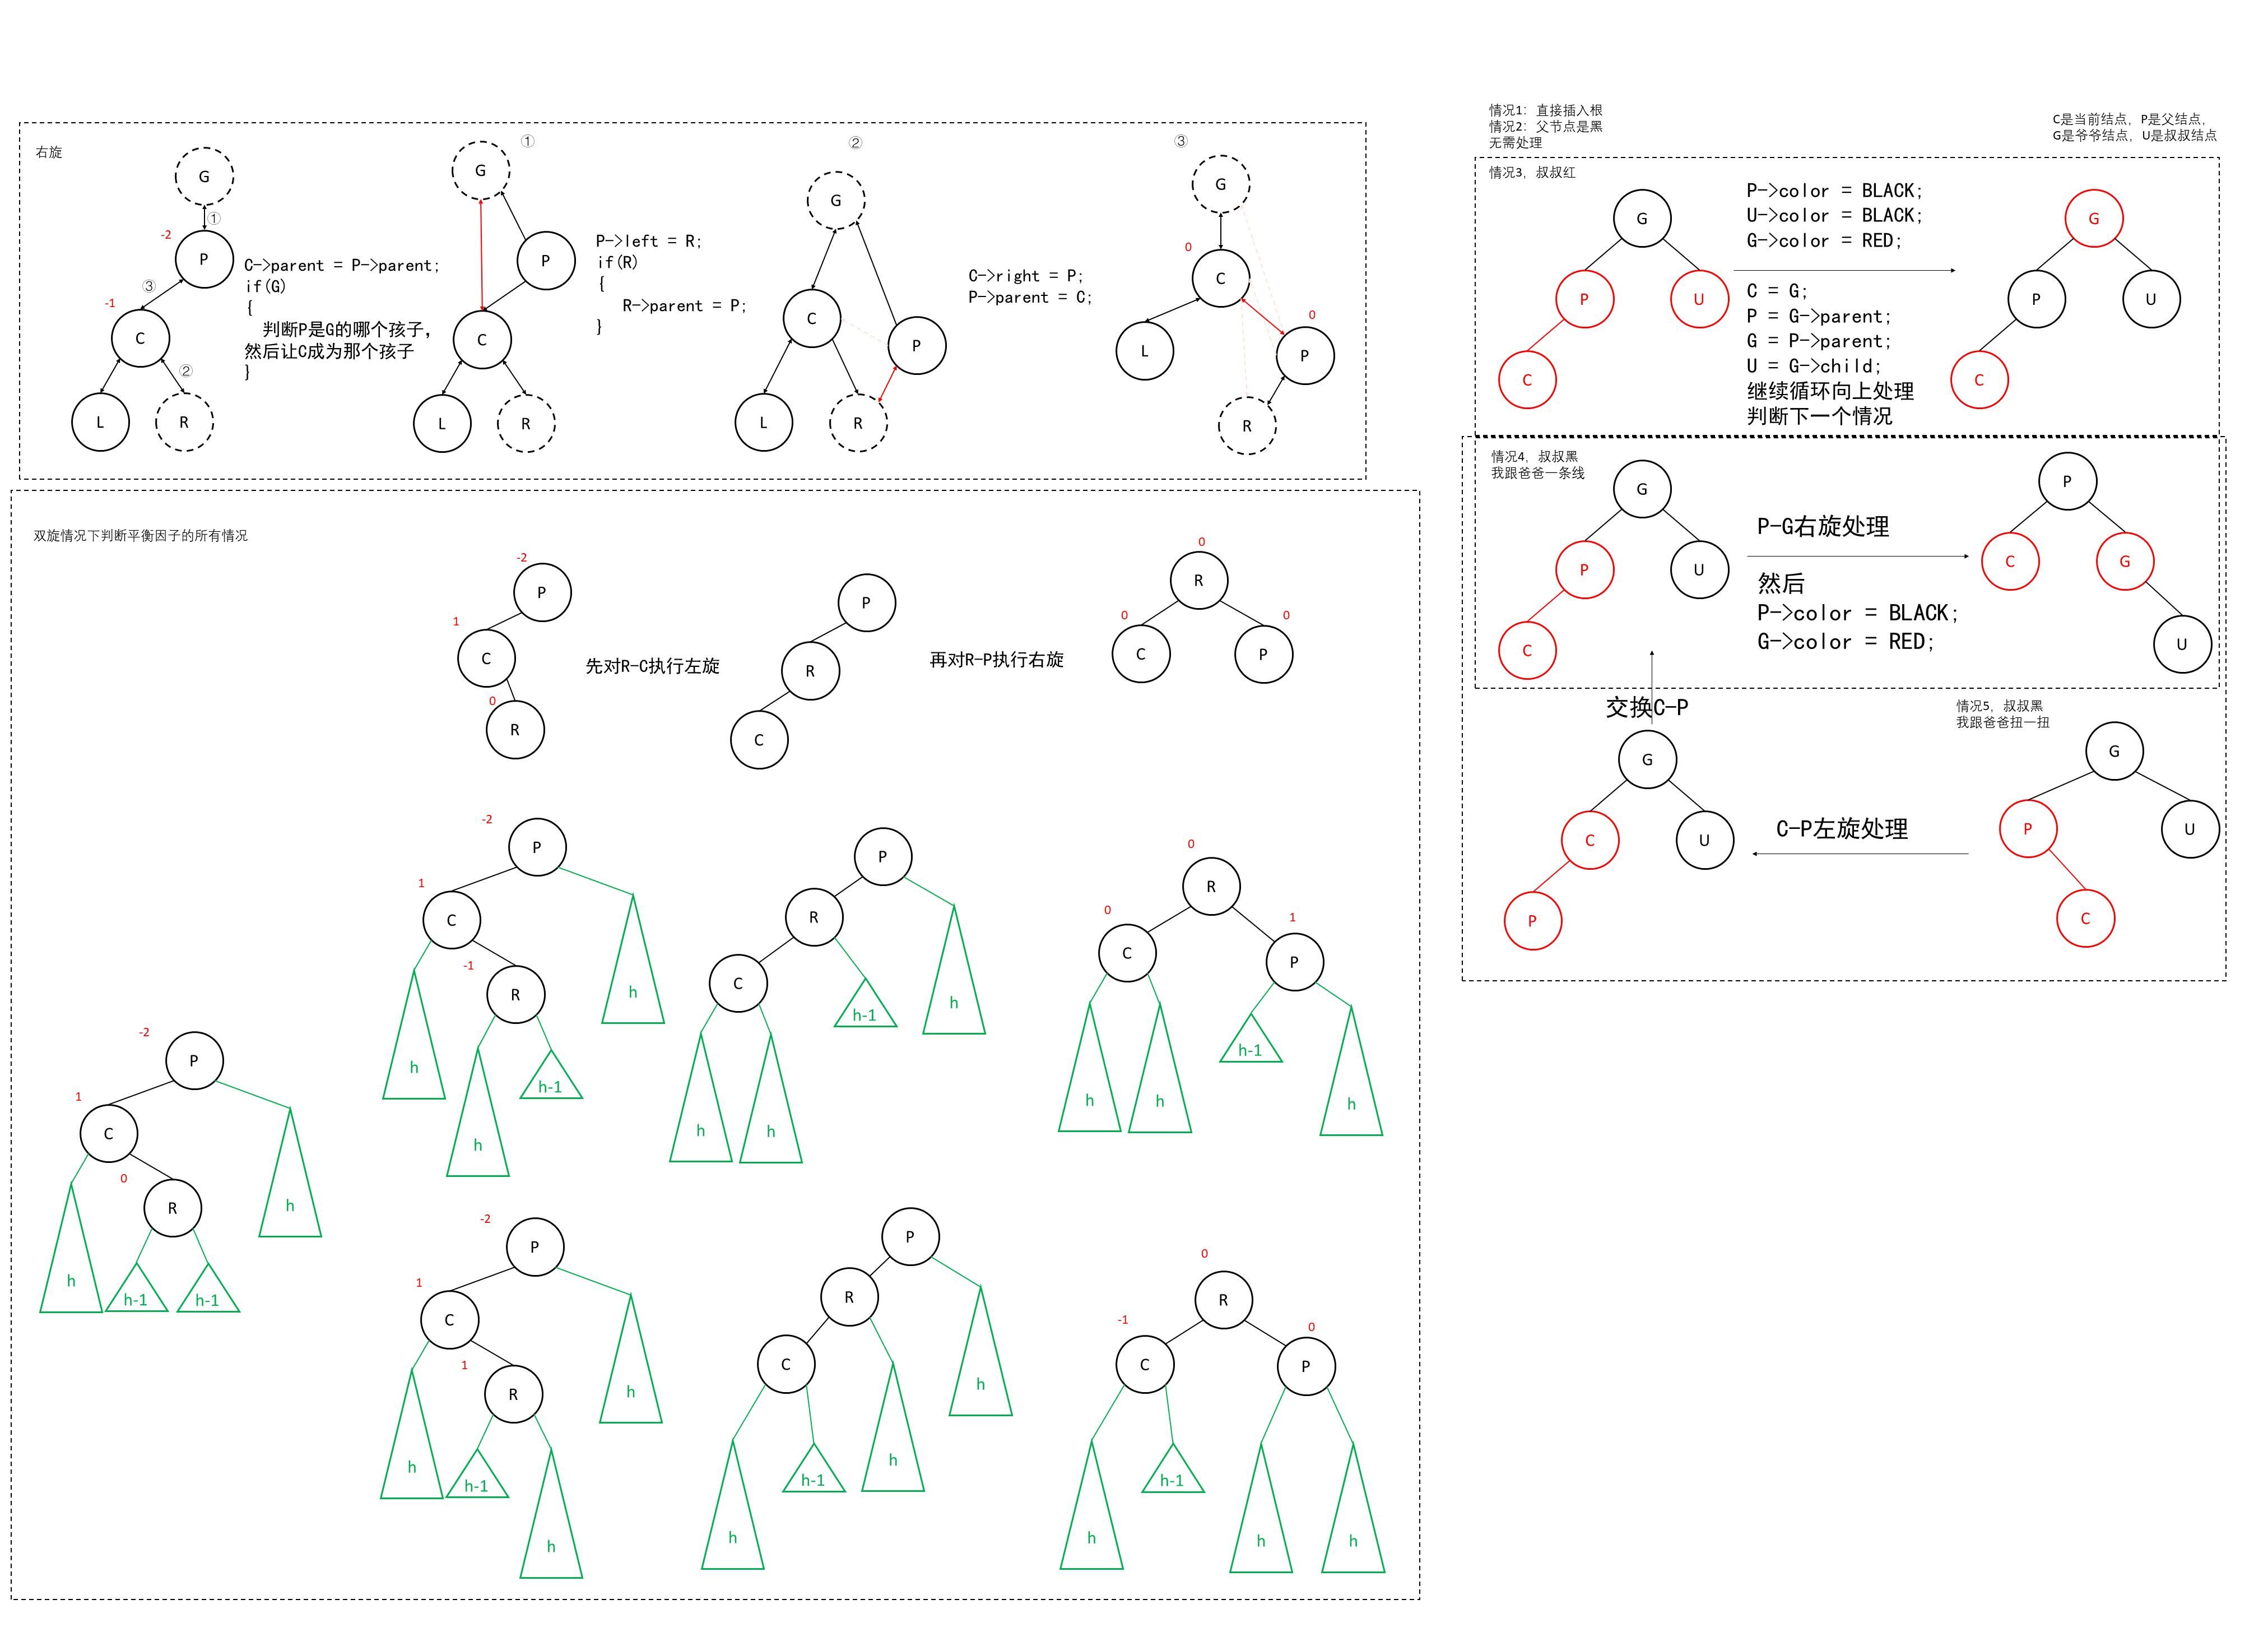 右旋
G
①
-2
P
③
-1
C
②
L
R
C->parent = P->parent;
if(G)
{
判断P是G的哪个孩子，
然后让C成为那个孩子
}
①
G
P
C
L
R
P->left = R;
if(R)
{
R->parent = P;
}
②
G
C
P
L
R
C->right = P;
P->parent = C;
③
G
0
C
0
L
P
R
双旋情况下判断平衡因子的所有情况
-2
P
1
C
0
R
先对R-C执行左旋
P
R
C
再对R-P执行右旋
0
R
0
0
C
P
-2
P
1
C
0
R
h
h
h-1
h-1
-2
P
1
C
-1
R
h
h
h-1
h
P
R
C
h-1
h
h
h
0
R
0
1
C
P
h-1
h
h
h
-2
P
1
C
1
R
h
h
h-1
h
P
R
C
h
h
h-1
h
0
R
-1
0
C
P
h-1
h
h
h
情况1：直接插入根
情况2：父节点是黑
无需处理
C是当前结点，P是父结点，
G是爷爷结点，U是叔叔结点
情况3，叔叔红
G
P
U
C
P->color = BLACK;
U->color = BLACK;
G->color = RED;
C = G;
P = G->parent;
G = P->parent;
U = G->child;
继续循环向上处理
判断下一个情况
G
P
U
C
情况4，叔叔黑
我跟爸爸一条线
G
P
U
C
P-G右旋处理
然后
P->color = BLACK;
G->color = RED;
P
C
G
U
交换C-P
G
C
U
P
C-P左旋处理
情况5，叔叔黑
我跟爸爸扭一扭
G
P
U
C